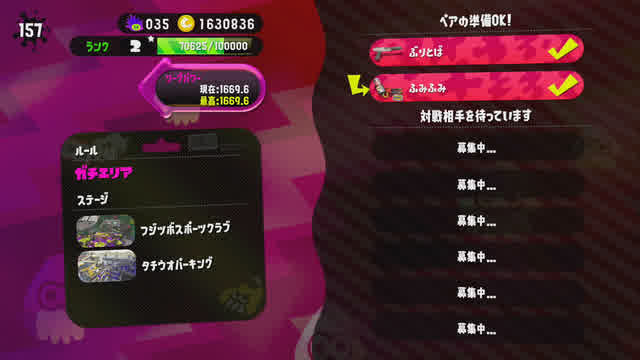 157
035
1630836
ランク 2 70625/100000
リーグパワー
現在:1669.6
最高:1669.6
ルール
ガチエリア
ステージ
フジツボスポーツクラブ
タチウオパーキング
ペアの準備OK!
ぷりとぱ
ふみふみ
対戦相手を待っています
募集中...
募集中...
募集中...
募集中...
募集中...
募集中...